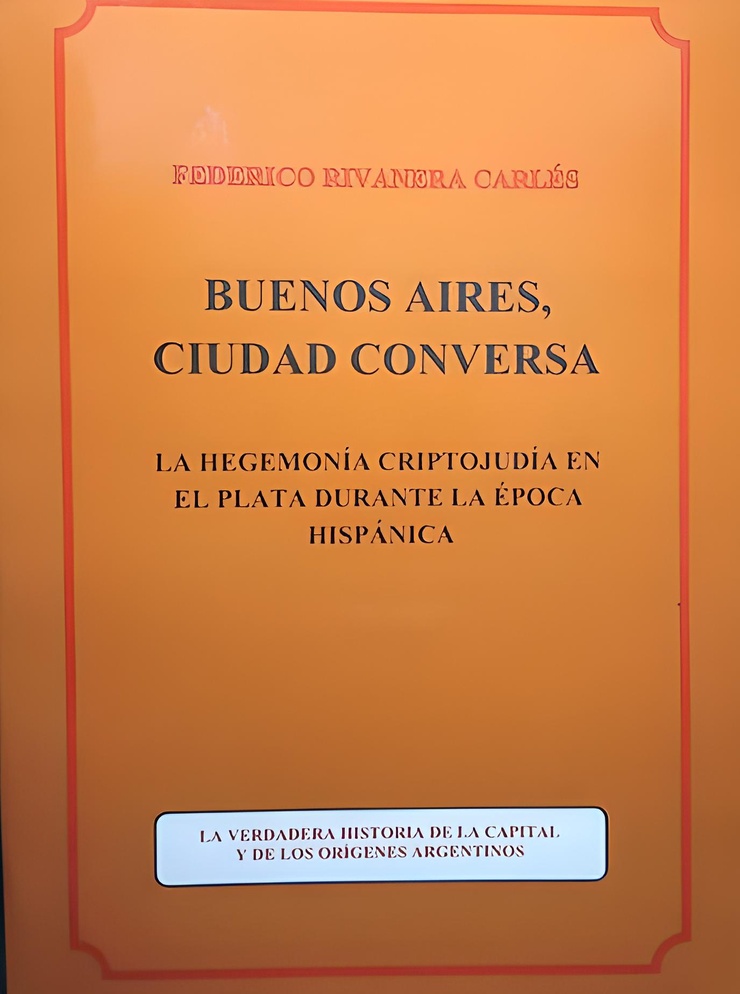 FEDERICO RIVANERA CARLÉS
BUENOS AIRES,
CIUDAD CONVERSA
LA HEGEMONÍA CRIPTOJUDÍA EN
EL PLATA DURANTE LA ÉPOCA
HISPÁNICA
LA VERDADERA HISTORIA DE LA CAPITAL
Y DE LOS ORÍGENES ARGENTINOS